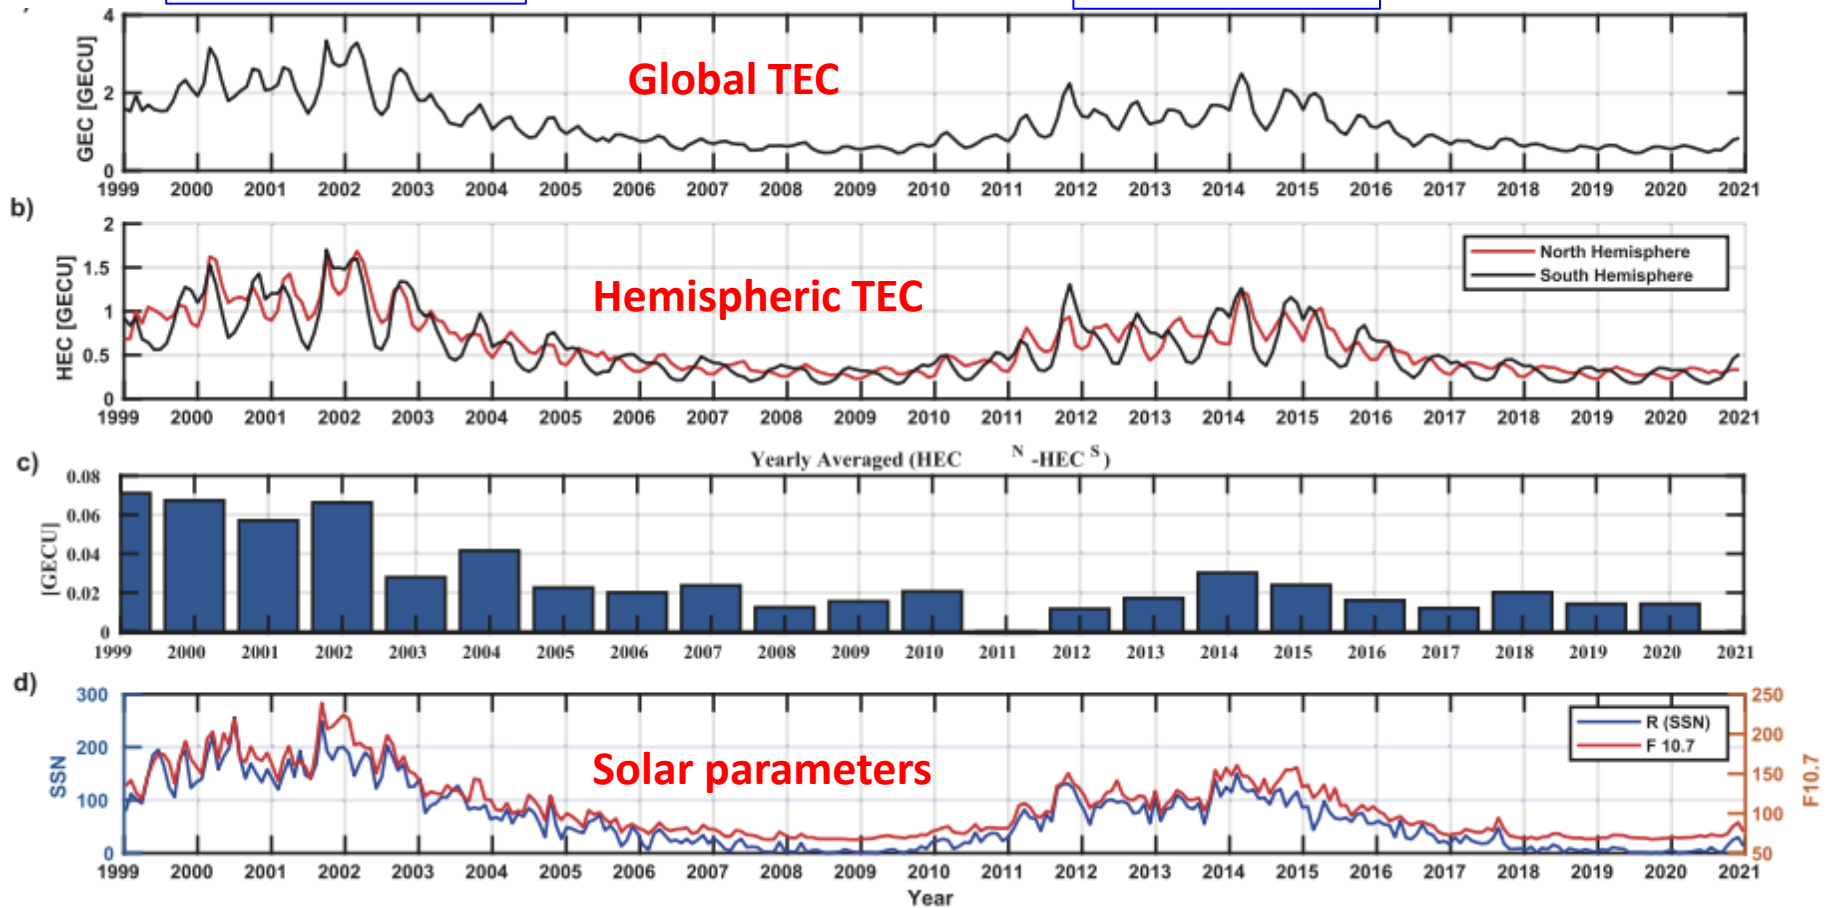 4
2
0
GEC [GECU]
Global TEC
1999 2000 2001 2002 2003 2004 2005 2006 2007 2008 2009 2010 2011 2012 2013 2014 2015 2016 2017 2018 2019 2020 2021
b)
2
1.5
1
0.5
0
HEC [GECU]
Hemispheric TEC
North Hemisphere
South Hemisphere
1999 2000 2001 2002 2003 2004 2005 2006 2007 2008 2009 2010 2011 2012 2013 2014 2015 2016 2017 2018 2019 2020 2021
c)
Yearly Averaged (HEC N -HEC S )
0.08
0.06
0.04
0.02
0
[GECU]
1999 2000 2001 2002 2003 2004 2005 2006 2007 2008 2009 2010 2011 2012 2013 2014 2015 2016 2017 2018 2019 2020 2021
d)
300
200
100
0
SSN
Solar parameters
R (SSN)
F 10.7
250
200
150
100
50
F10.7
1999 2000 2001 2002 2003 2004 2005 2006 2007 2008 2009 2010 2011 2012 2013 2014 2015 2016 2017 2018 2019 2020 2021
Year